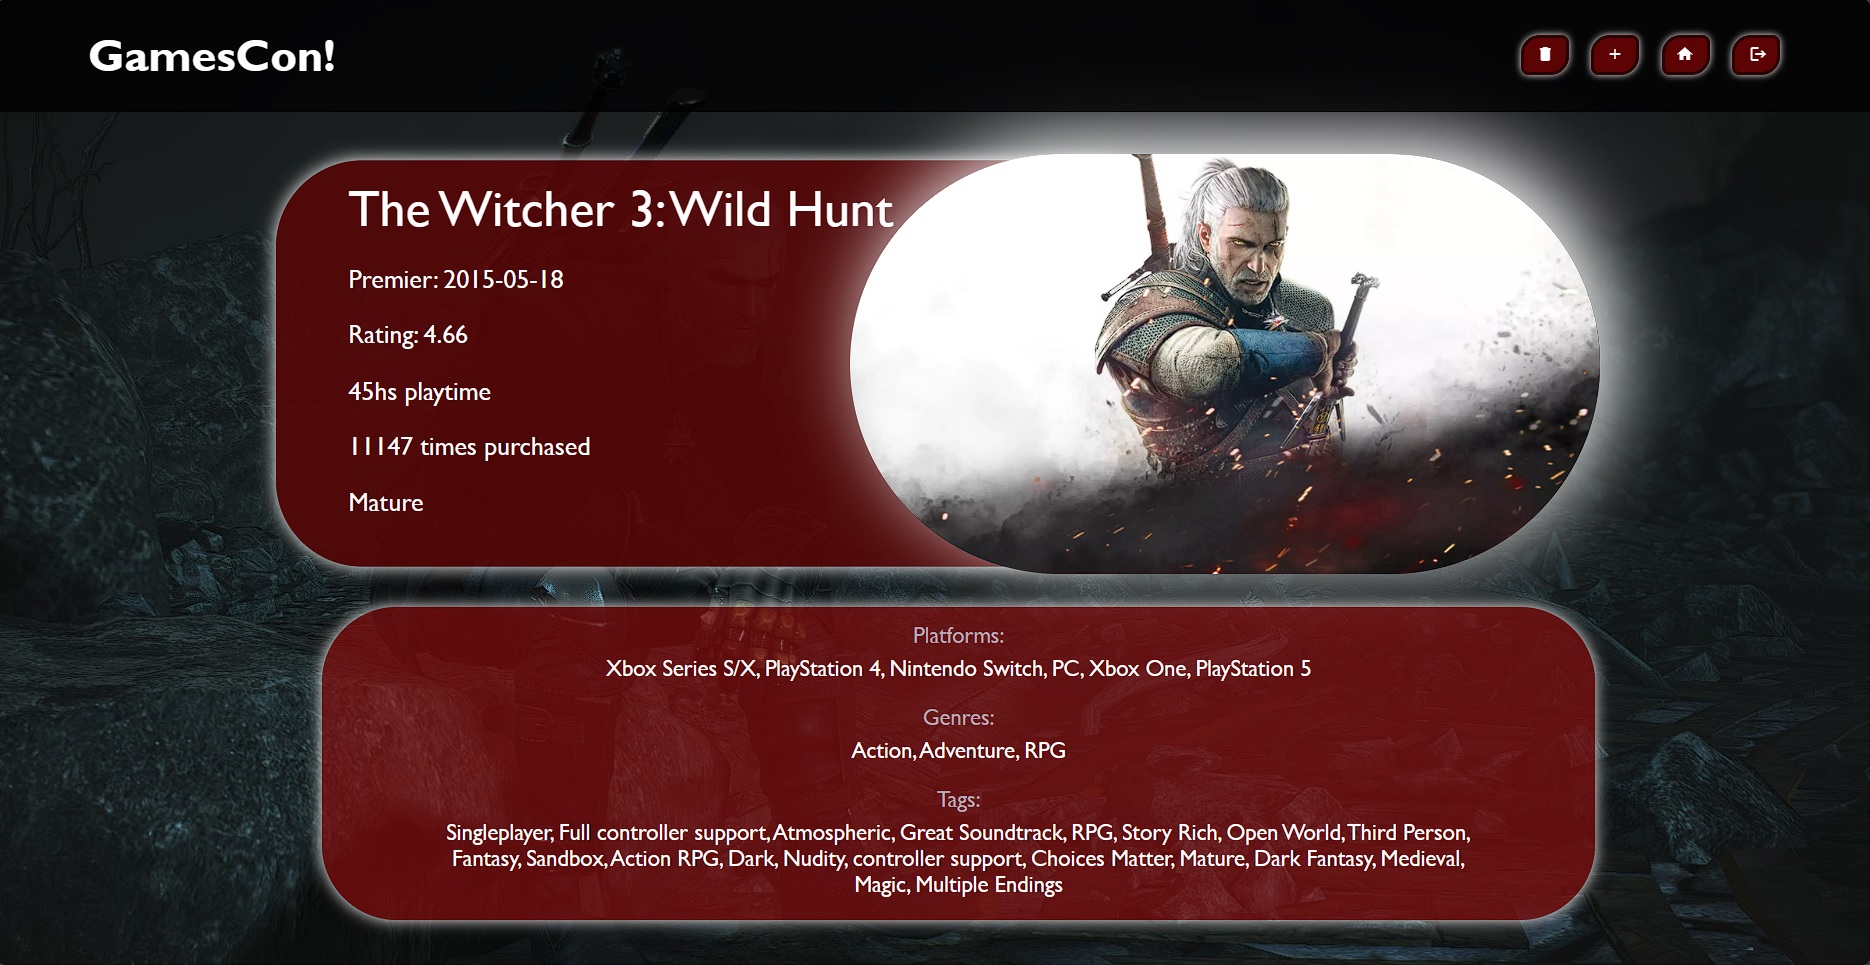 GamesCon!
The Witcher 3: Wild Hunt
Premier: 2015-05-18
Rating: 4.66
45hs playtime
11147 times purchased
Mature
Platforms:
Xbox Series S/X, PlayStation 4, Nintendo Switch, PC, Xbox One, PlayStation 5
Genres:
Action, Adventure, RPG
Tags:
Singleplayer, Full controller support, Atmospheric, Great Soundtrack, RPG, Story Rich, Open World, Third Person,
Fantasy, Sandbox, Action RPG, Dark, Nudity, controller support, Choices Matter, Mature, Dark Fantasy, Medieval,
Magic, Multiple Endings